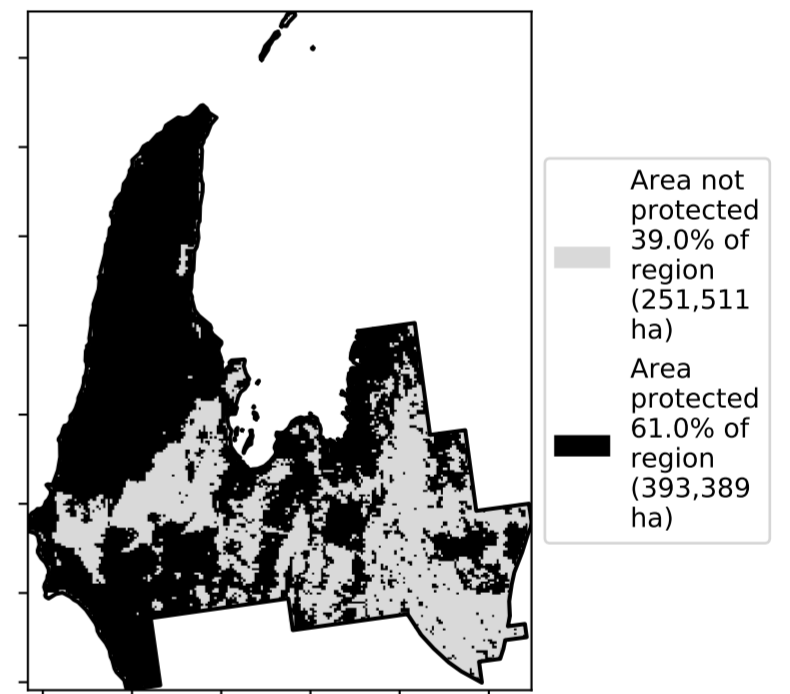 Area not
protected
39.0% of
region
(251,511
ha)
Area
protected
61.0% of
region
(393,389
ha)